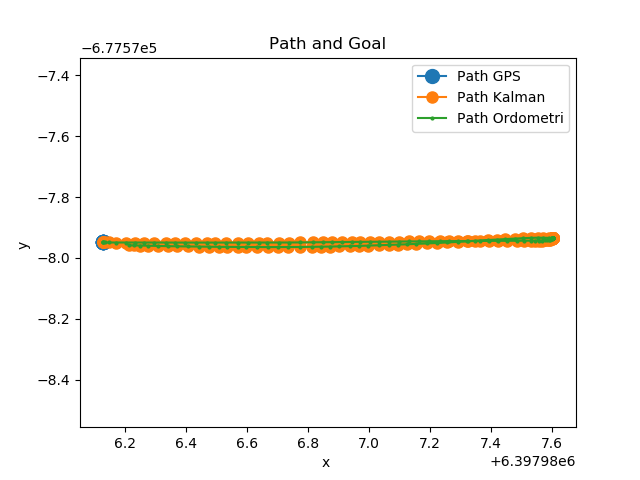 Path and Goal
−6.7757e5
Path GPS
Path Kalman
Path Ordometri
−7.4
−7.6
−7.8
−8.0
−8.2
−8.4
y
6.2 6.4 6.6 6.8 7.0 7.2 7.4 7.6
x
+6.39798e6